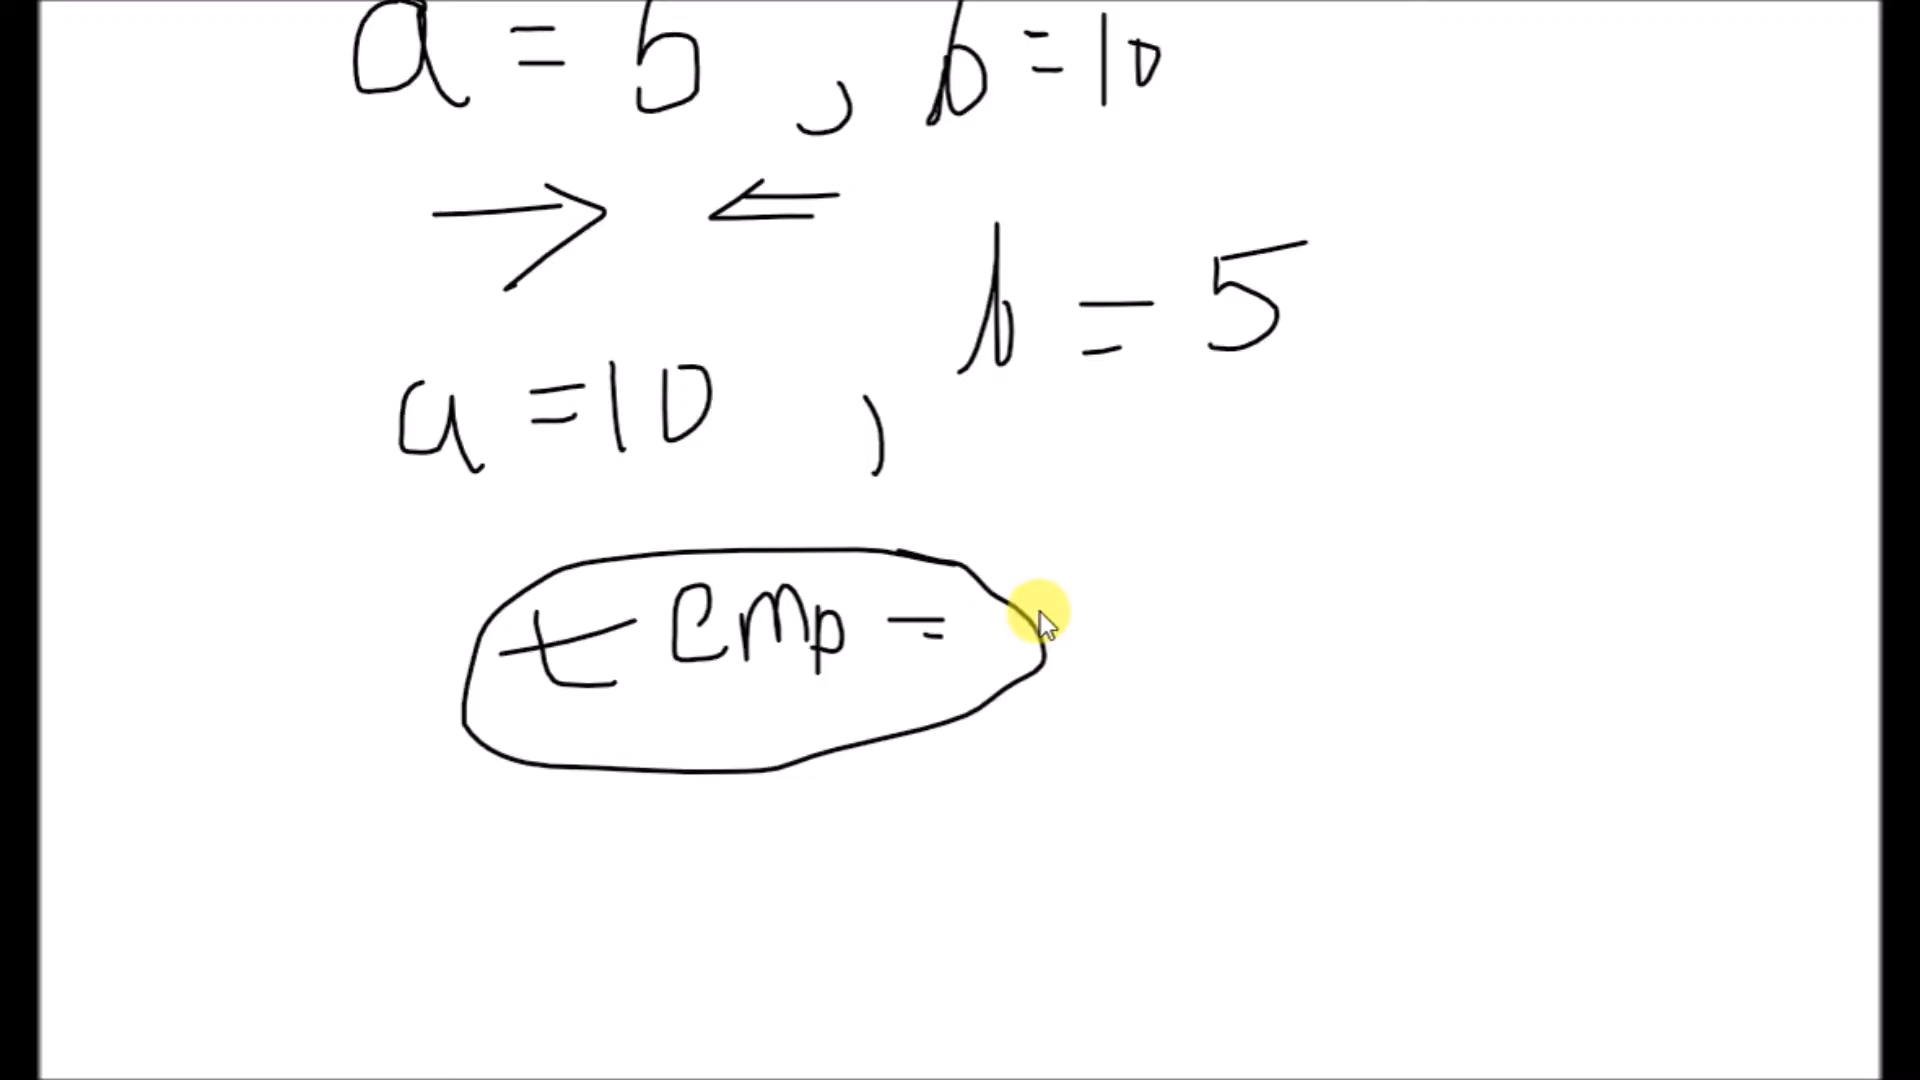 a = 5 , b = 10
a = 10 , b = 5
temp =